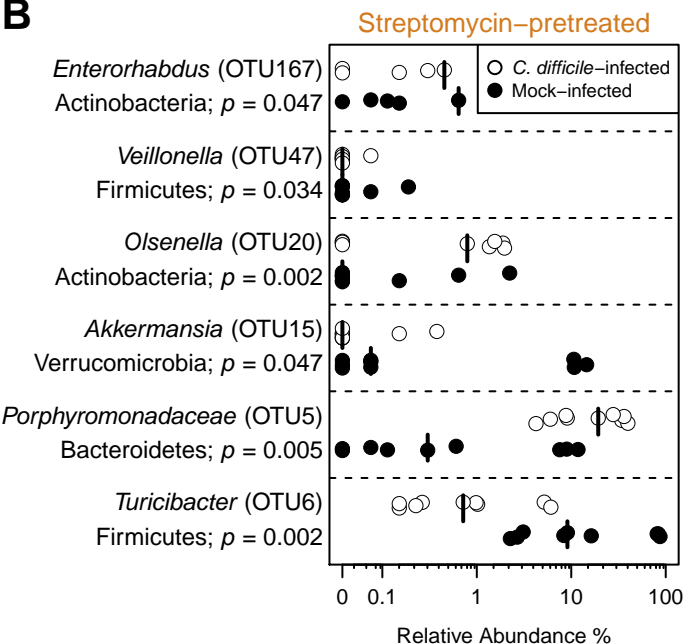 B
Streptomycin−pretreated
Enterorhabdus (OTU167)
Actinobacteria; p = 0.047
C. difficile−infected
Mock−infected
Veillonella (OTU47)
Firmicutes; p = 0.034
Olsenella (OTU20)
Actinobacteria; p = 0.002
Akkermansia (OTU15)
Verrucomicrobia; p = 0.047
Porphyromonadaceae (OTU5)
Bacteroidetes; p = 0.005
Turicibacter (OTU6)
Firmicutes; p = 0.002
0 0.1 1 10 100
Relative Abundance %